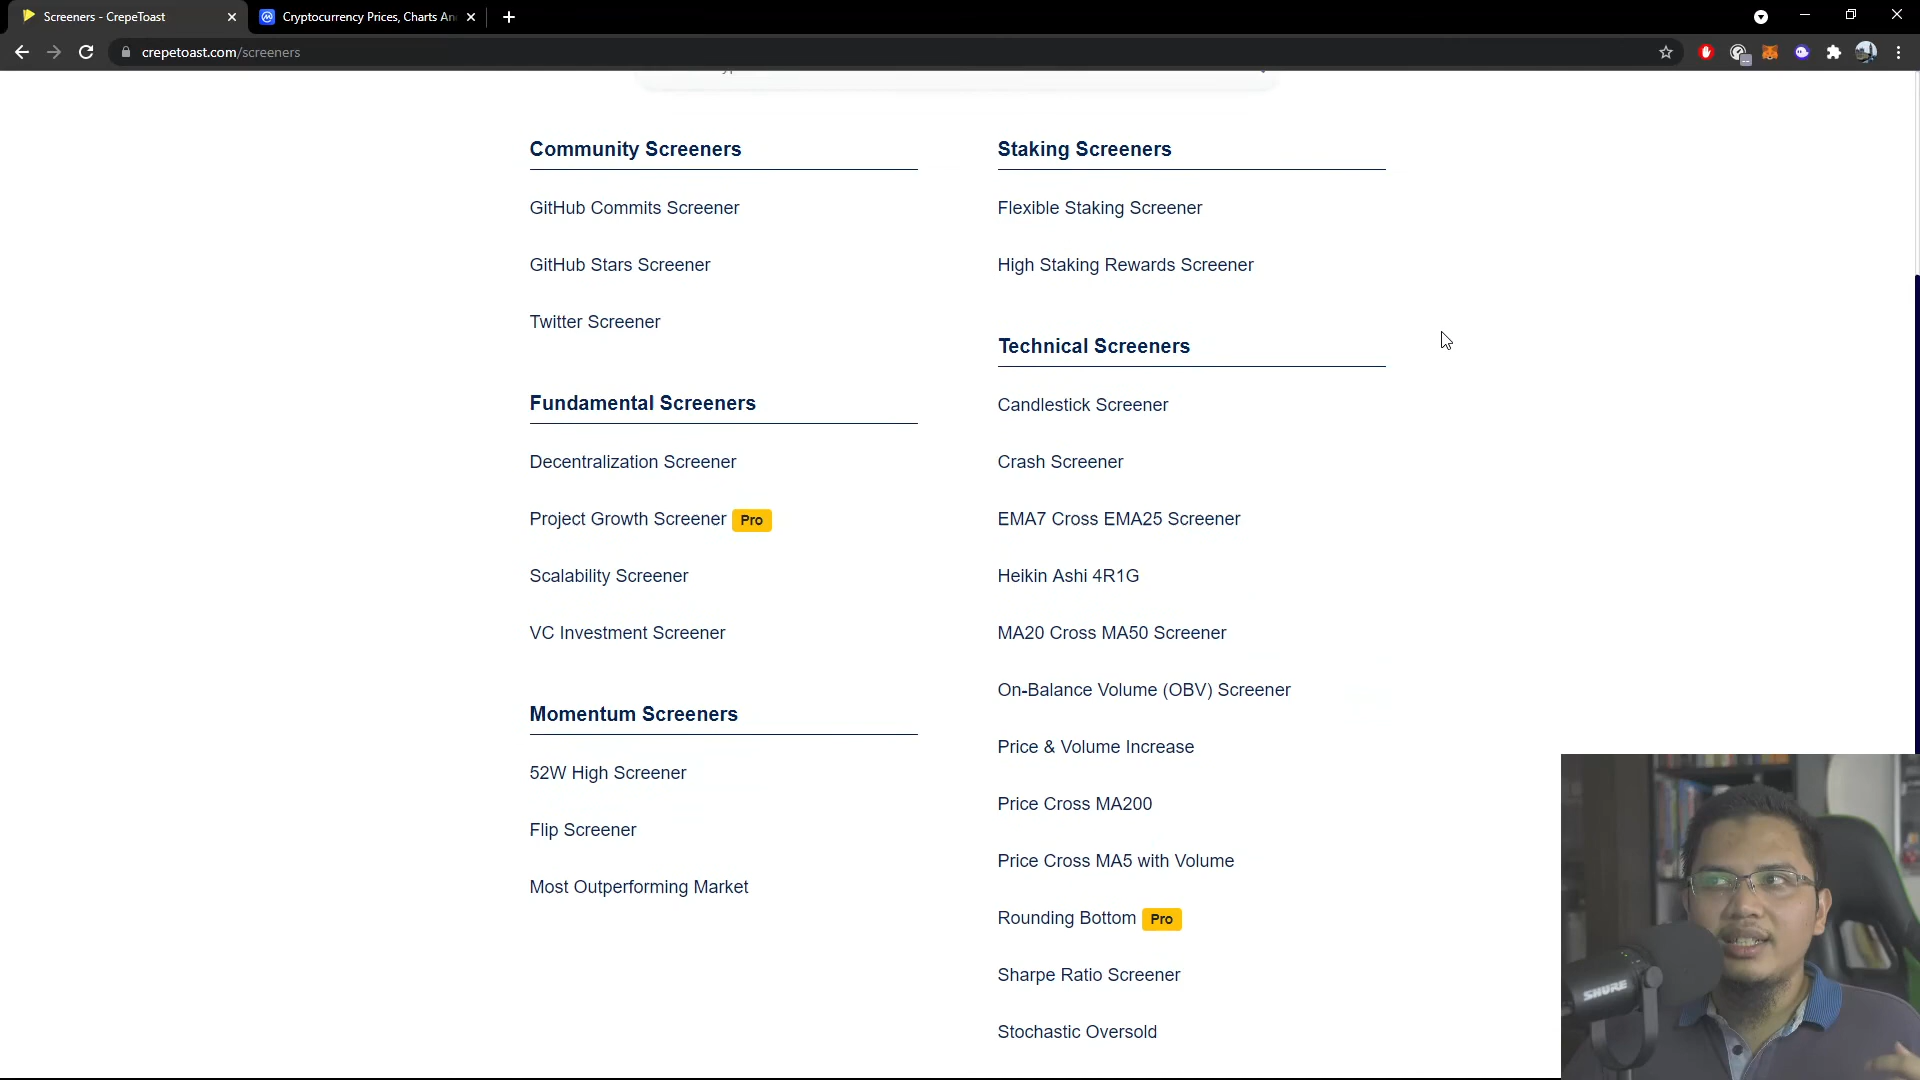 Screeners - CrepeToast
Cryptocurrency Prices, Charts An
crepetoast.com/screeners
Community Screeners
GitHub Commits Screener
GitHub Stars Screener
Twitter Screener
Fundamental Screeners
Decentralization Screener
Project Growth Screener Pro
Scalability Screener
VC Investment Screener
Momentum Screeners
52W High Screener
Flip Screener
Most Outperforming Market
Staking Screeners
Flexible Staking Screener
High Staking Rewards Screener
Technical Screeners
Candlestick Screener
Crash Screener
EMA7 Cross EMA25 Screener
Heikin Ashi 4R1G
MA20 Cross MA50 Screener
On-Balance Volume (OBV) Screener
Price & Volume Increase
Price Cross MA200
Price Cross MA5 with Volume
Rounding Bottom Pro
Sharpe Ratio Screener
Stochastic Oversold
SHURE